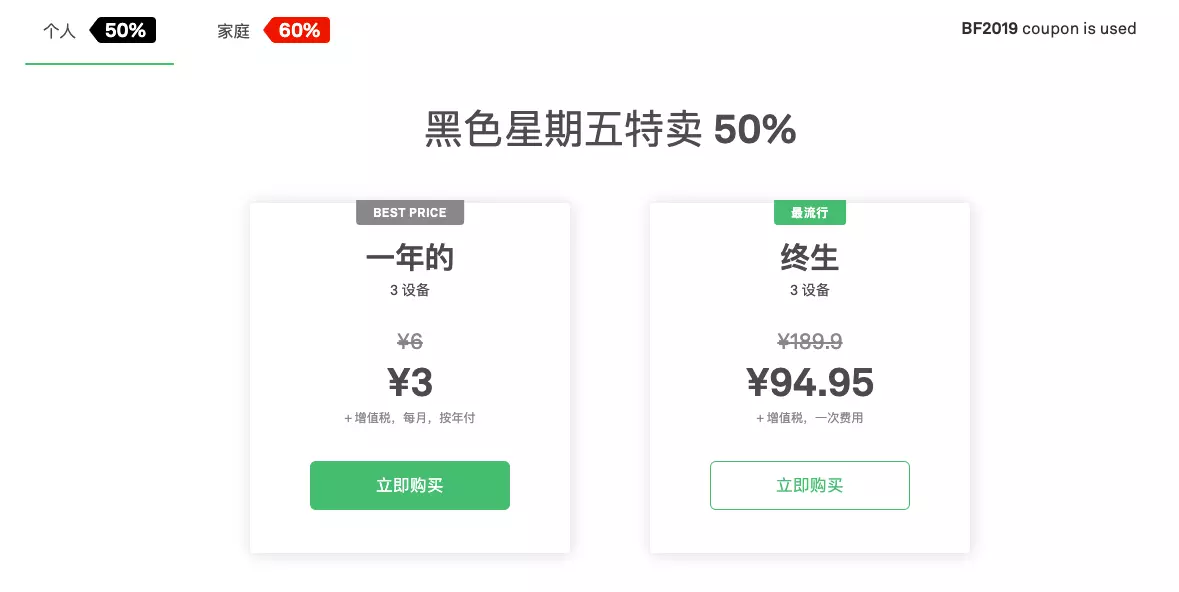 个人 50% 家庭 60% BF2019 coupon is used
黑色星期五特卖 50%
BEST PRICE
一年的
3 设备
¥6
¥3
+ 增值税，每月，按年付
立即购买
最流行
终生
3 设备
¥189.9
¥94.95
+ 增值税，一次费用
立即购买